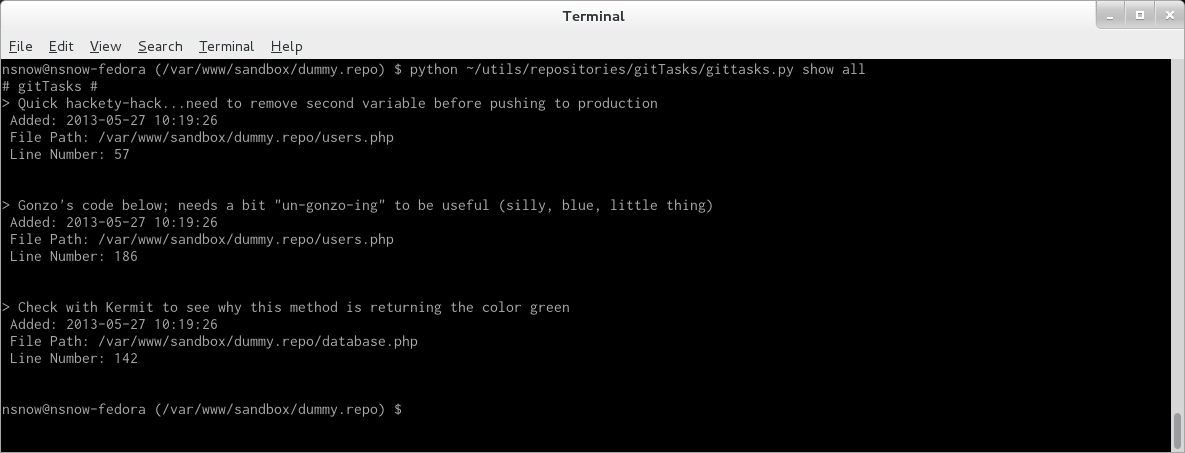 Terminal
File Edit View Search Terminal Help
nsnow@nsnow-fedora (/var/www/sandbox/dummy.repo) $ python ~/utils/repositories/gitTasks/gittasks.py show all
# gitTasks #
> Quick hackety-hack...need to remove second variable before pushing to production
Added: 2013-05-27 10:19:26
File Path: /var/www/sandbox/dummy.repo/users.php
Line Number: 57
> Gonzo's code below; needs a bit "un-gonzo-ing" to be useful (silly, blue, little thing)
Added: 2013-05-27 10:19:26
File Path: /var/www/sandbox/dummy.repo/users.php
Line Number: 186
> Check with Kermit to see why this method is returning the color green
Added: 2013-05-27 10:19:26
File Path: /var/www/sandbox/dummy.repo/database.php
Line Number: 142
nsnow@nsnow-fedora (/var/www/sandbox/dummy.repo) $